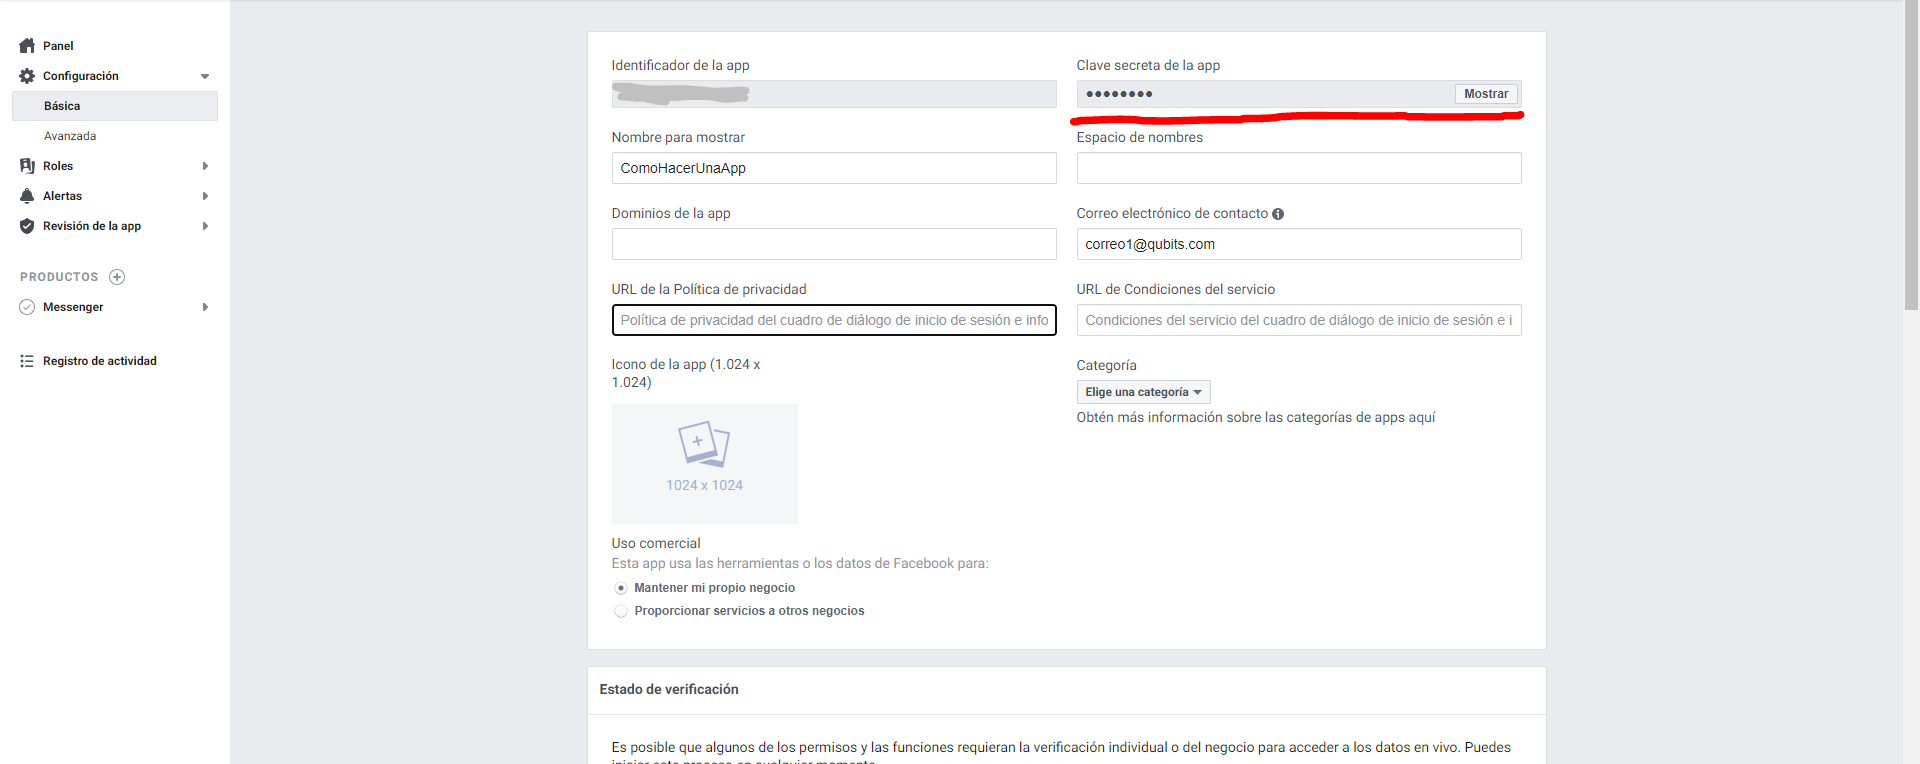 Panel
Configuración
Básica
Avanzada
Roles
Alertas
Revisión de la app
PRODUCTOS
Messenger
Registro de actividad
Identificador de la app
Clave secreta de la app
Mostrar
Nombre para mostrar
Espacio de nombres
ComoHacerUnaApp
Dominios de la app
Correo electrónico de contacto
correo1@qubits.com
URL de la Política de privacidad
URL de Condiciones del servicio
Política de privacidad del cuadro de diálogo de inicio de sesión e info
Condiciones del servicio del cuadro de diálogo de inicio de sesión e i
Icono de la app (1.024 x
1.024)
Categoría
Elige una categoría
Obtén más información sobre las categorías de apps aquí
1024 x 1024
Uso comercial
Esta app usa las herramientas o los datos de Facebook para:
Mantener mi propio negocio
Proporcionar servicios a otros negocios
Estado de verificación
Es posible que algunos de los permisos y las funciones requieran la verificación individual o del negocio para acceder a los datos en vivo. Puedes
iniciar este proceso en cualquier momento.